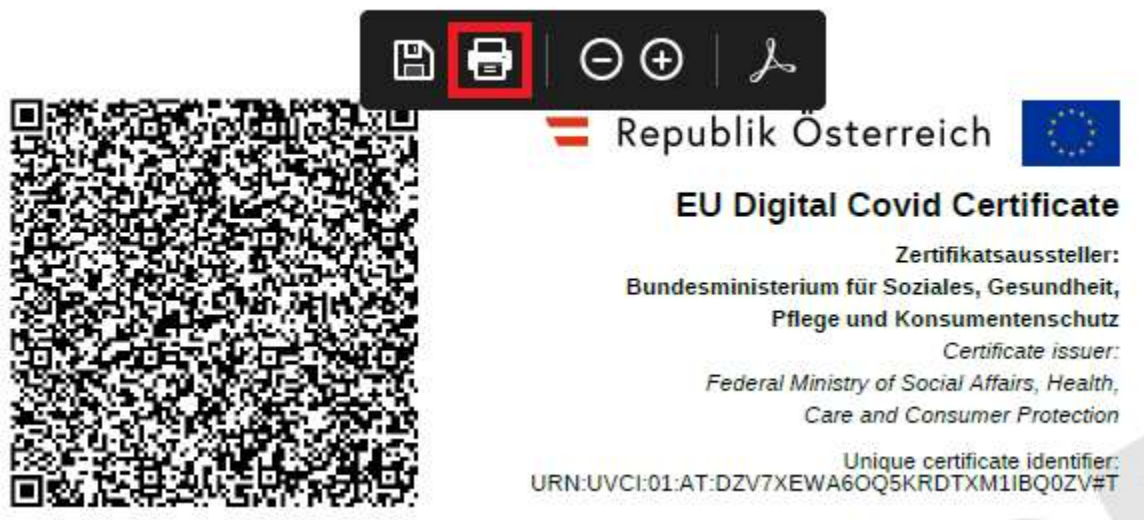 Republik Österreich
EU Digital Covid Certificate
Zertifikatsaussteller:
Bundesministerium für Soziales, Gesundheit,
Pflege und Konsumentenschutz
Certificate issuer:
Federal Ministry of Social Affairs, Health,
Care and Consumer Protection
Unique certificate identifier:
URN:UVCI:01:AT:DZV7XEWA6OQ5KRDTXM1IBQ0ZV#T